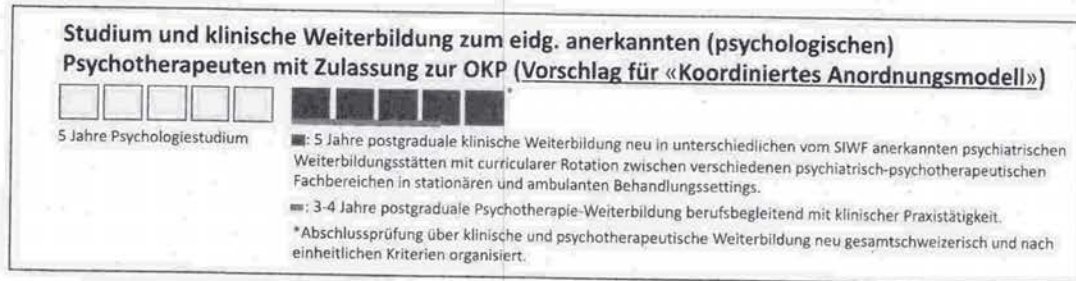 Studium und klinische Weiterbildung zum eidg. anerkannten (psychologischen)
Psychotherapeuten mit Zulassung zur OKP (Vorschlag für «Koordiniertes Anordnungsmodell»)
*
5 Jahre Psychologiestudium
: 5 Jahre postgraduale klinische Weiterbildung neu in unterschiedlichen vom SIWF anerkannten psychiatrischen
Weiterbildungsstätten mit curricularer Rotation zwischen verschiedenen psychiatrisch-psychotherapeutischen
Fachbereichen in stationären und ambulanten Behandlungssettings.
: 3-4 Jahre postgraduale Psychotherapie-Weiterbildung berufsbegleitend mit klinischer Praxistätigkeit.
*Abschlussprüfung über klinische und psychotherapeutische Weiterbildung neu gesamtschweizerisch und nach
einheitlichen Kriterien organisiert.